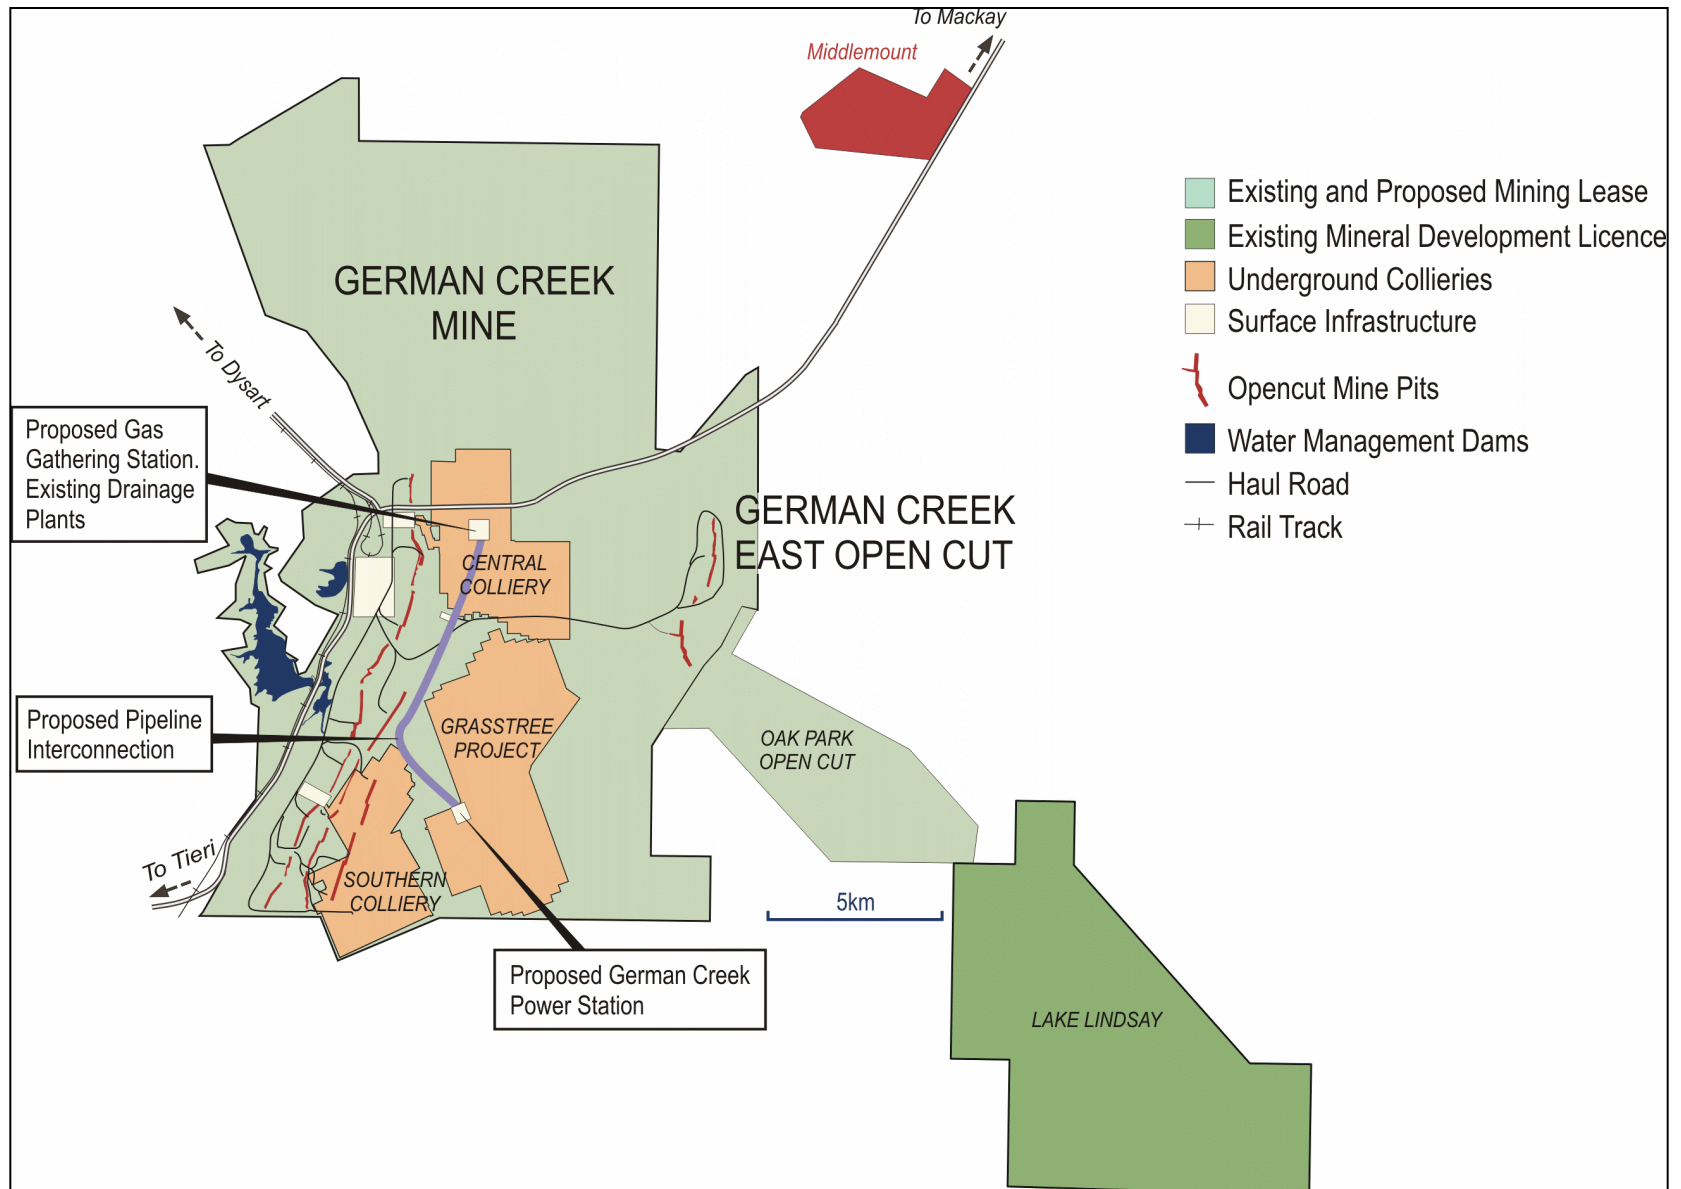 To Mackay
Middlemount
Existing and Proposed Mining Lease
Existing Mineral Development Licence
Underground Collieries
Surface Infrastructure
Opencut Mine Pits
Water Management Dams
Haul Road
Rail Track
GERMAN CREEK
MINE
To Dysart
Proposed Gas
Gathering Station.
Existing Drainage
Plants
GERMAN CREEK
EAST OPEN CUT
CENTRAL
COLLIERY
Proposed Pipeline
Interconnection
GRASSTREE
PROJECT
OAK PARK
OPEN CUT
To Tieri
SOUTHERN
COLLIERY
5km
Proposed German Creek
Power Station
LAKE LINDSAY